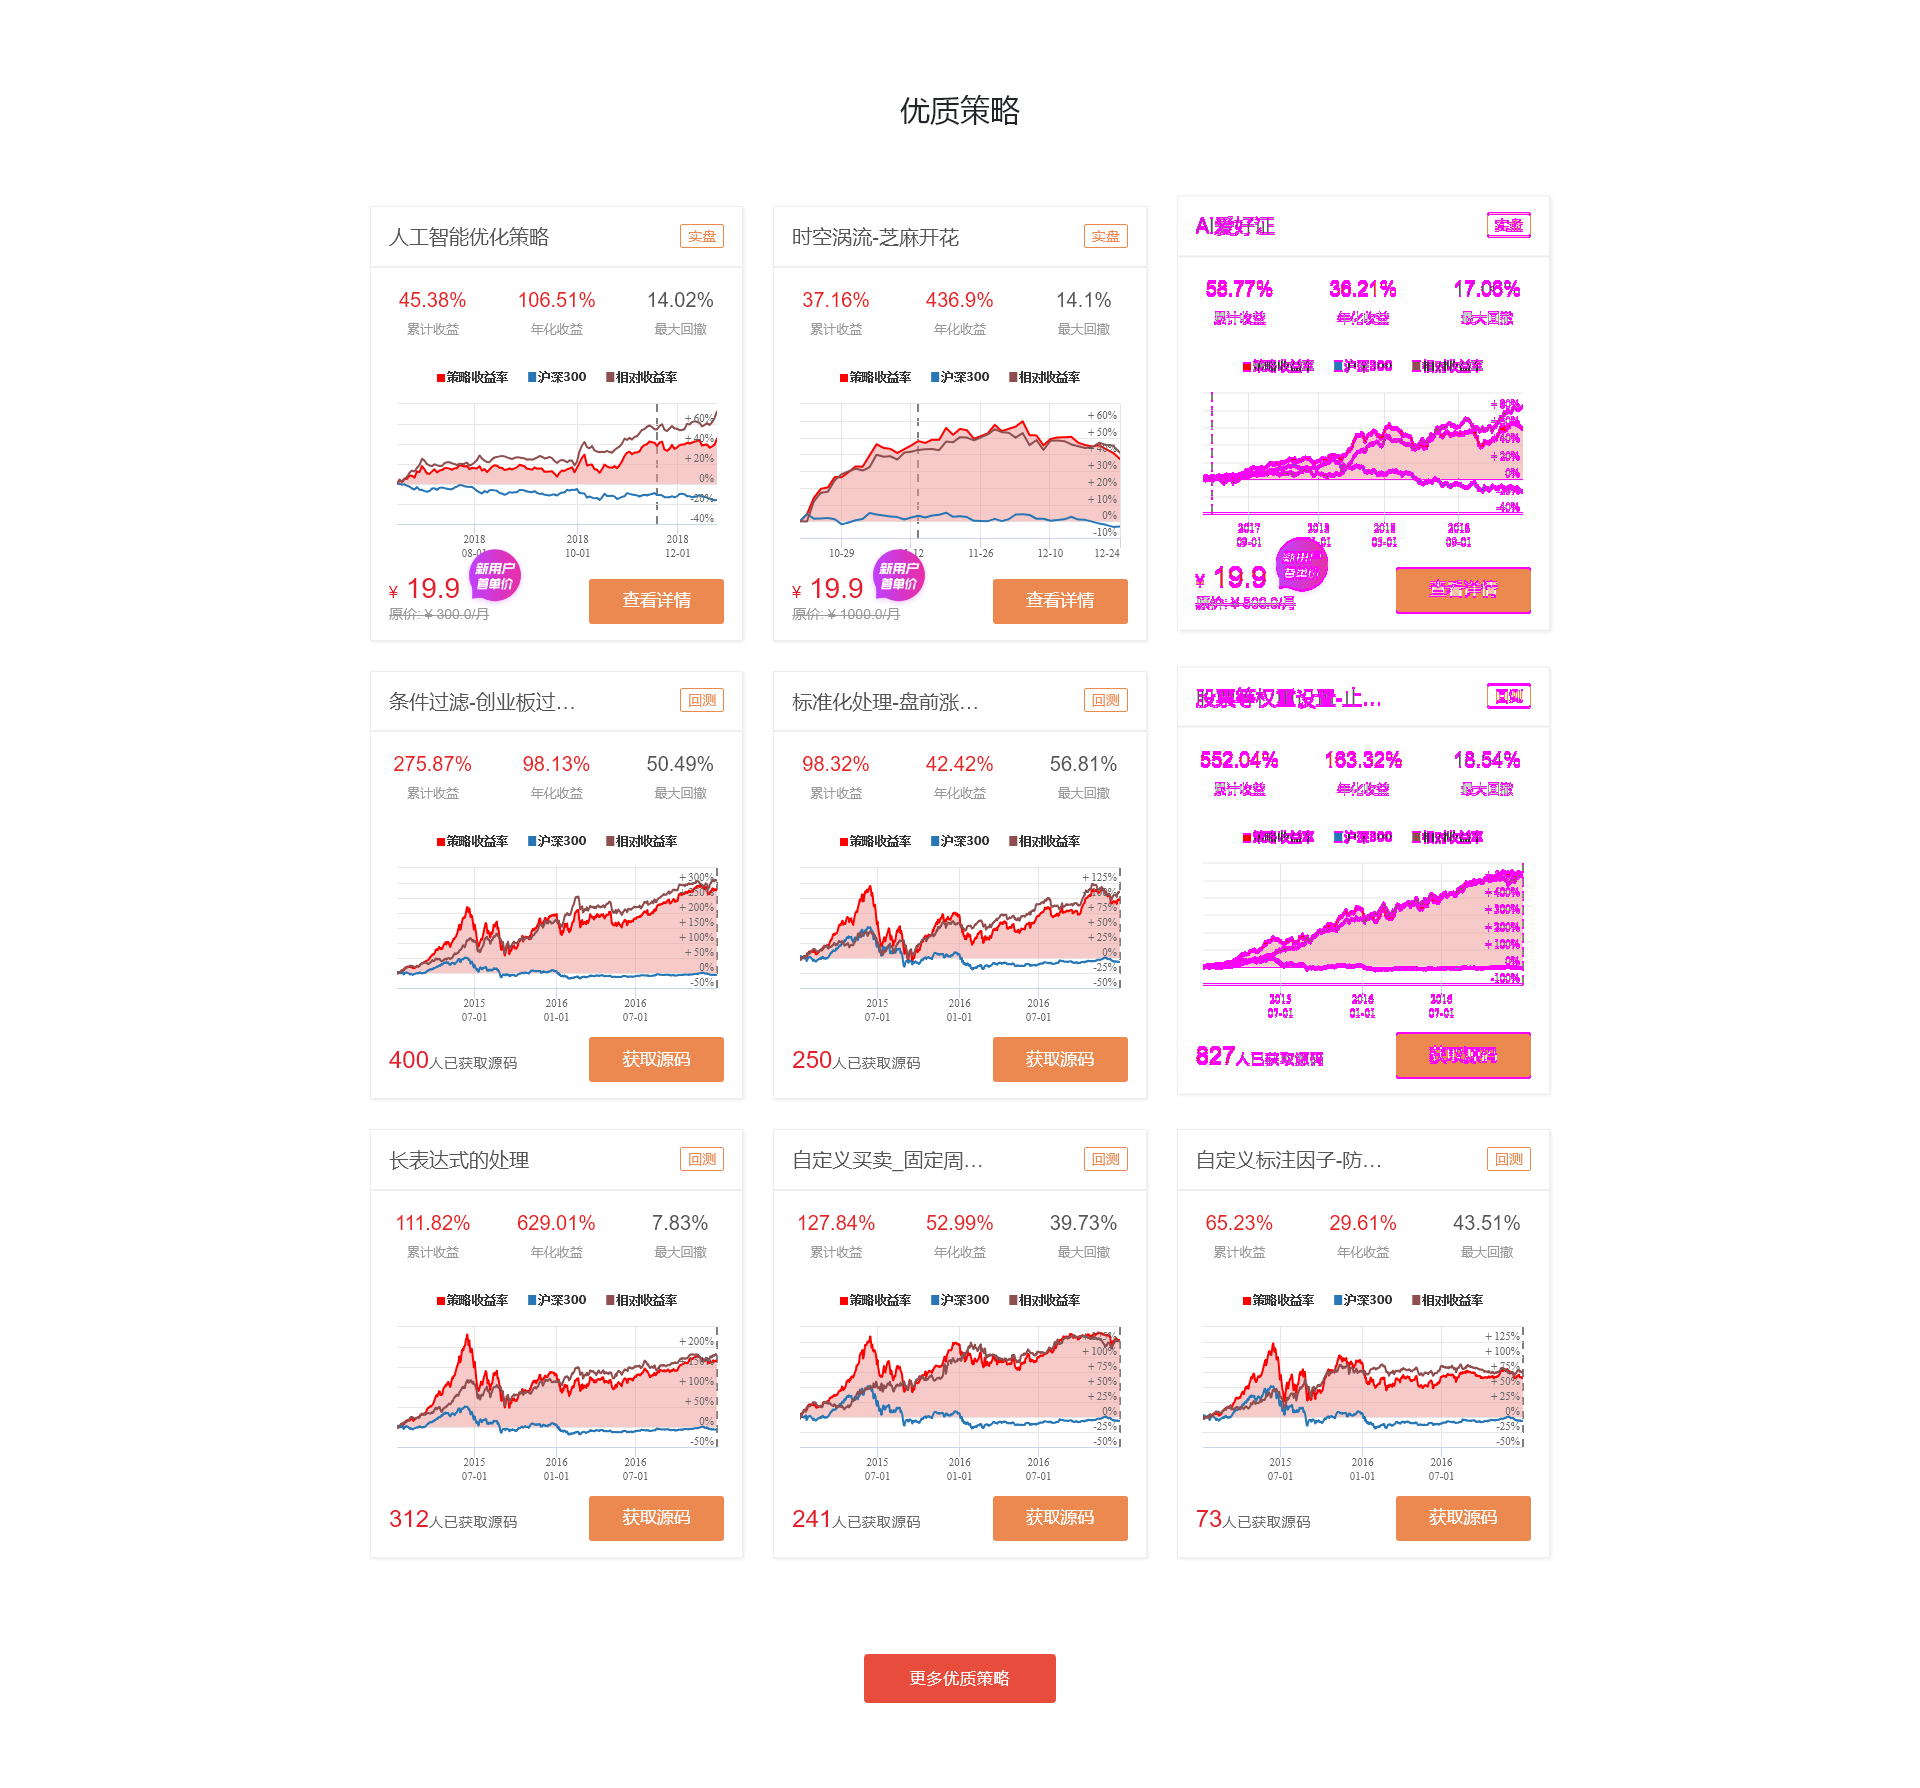 优质策略
人工智能优化策略
实盘
45.38%
106.51%
14.02%
累计收益
年化收益
最大回撤
策略收益率
沪深300
相对收益率
+60%
+40%
+20%
0%
-20%
-40%
2018
08-01
2018
10-01
2018
12-01
¥ 19.9
新用户
首单价
原价: ¥ 300.0/月
查看详情
时空涡流-芝麻开花
实盘
37.16%
436.9%
14.1%
累计收益
年化收益
最大回撤
策略收益率
沪深300
相对收益率
+60%
+50%
+40%
+30%
+20%
+10%
0%
-10%
10-29
11-12
11-26
12-10
12-24
¥ 19.9
新用户
首单价
原价: ¥ 1000.0/月
查看详情
AI爱好证
实盘
58.77%
36.21%
17.06%
累计收益
年化收益
最大回撤
策略收益率
沪深300
相对收益率
+40%
+20%
0%
-20%
-40%
2017
09-01
¥ 19.9
新用户
首单价
原价: ¥ 500.0/月
查看详情
条件过滤-创业板过...
回测
275.87%
98.13%
50.49%
累计收益
年化收益
最大回撤
策略收益率
沪深300
相对收益率
+300%
+250%
+200%
+150%
+100%
+50%
0%
-50%
2015
07-01
2016
01-01
2016
07-01
400人已获取源码
获取源码
标准化处理-盘前涨...
回测
98.32%
42.42%
56.81%
累计收益
年化收益
最大回撤
策略收益率
沪深300
相对收益率
+125%
+100%
+75%
+50%
+25%
0%
-25%
-50%
2015
07-01
2016
01-01
2016
07-01
250人已获取源码
获取源码
股票等权重设置-止...
回测
552.04%
183.32%
18.54%
累计收益
年化收益
最大回撤
策略收益率
沪深300
相对收益率
+400%
+300%
+200%
+100%
0%
-100%
2015
07-01
2016
01-01
2016
07-01
827人已获取源码
获取源码
长表达式的处理
回测
111.82%
629.01%
7.83%
累计收益
年化收益
最大回撤
策略收益率
沪深300
相对收益率
+200%
+150%
+100%
+50%
0%
-50%
2015
07-01
2016
01-01
2016
07-01
312人已获取源码
获取源码
自定义买卖_固定周...
回测
127.84%
52.99%
39.73%
累计收益
年化收益
最大回撤
策略收益率
沪深300
相对收益率
+125%
+100%
+75%
+50%
+25%
0%
-25%
-50%
2015
07-01
2016
01-01
2016
07-01
241人已获取源码
获取源码
自定义标注因子-防...
回测
65.23%
29.61%
43.51%
累计收益
年化收益
最大回撤
策略收益率
沪深300
相对收益率
+125%
+100%
+75%
+50%
+25%
0%
-25%
-50%
2015
07-01
2016
01-01
2016
07-01
73人已获取源码
获取源码
更多优质策略